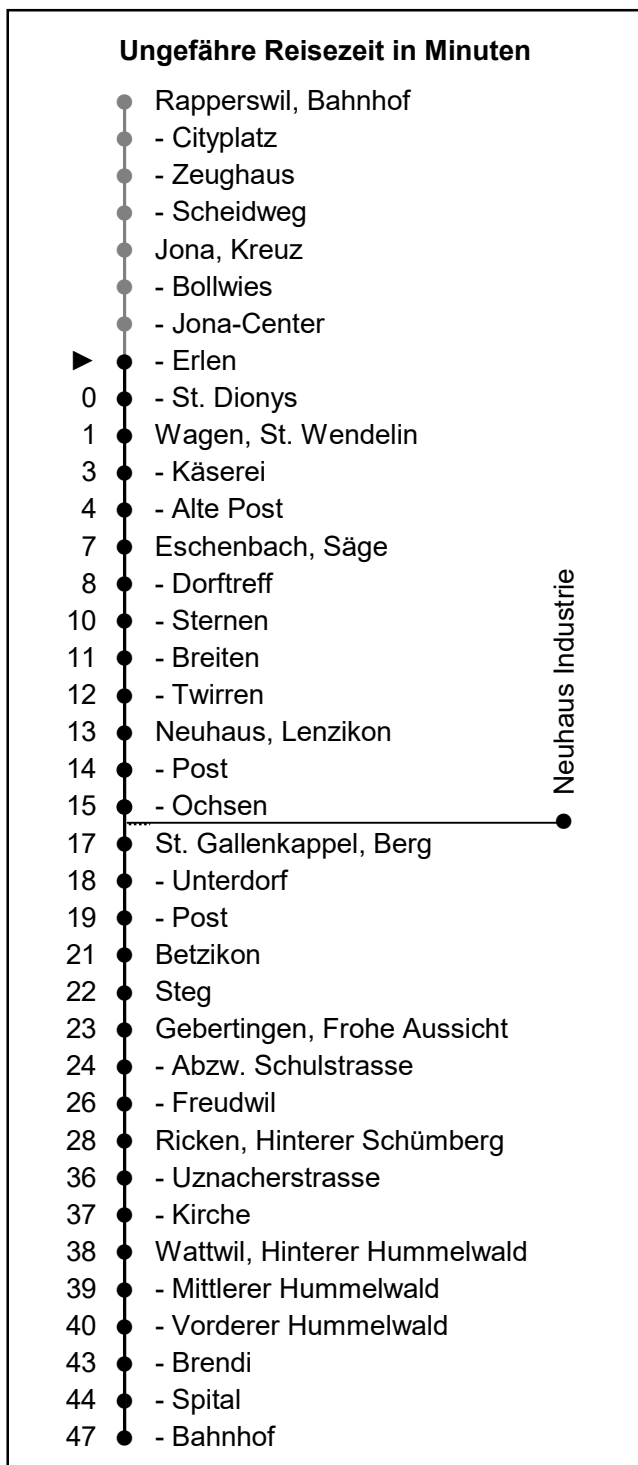 Ungefähre Reisezeit in Minuten
Rapperswil, Bahnhof
- Cityplatz
- Zeughaus
- Scheidweg
Jona, Kreuz
- Bollwies
- Jona-Center
► - Erlen
0 - St. Dionys
1 Wagen, St. Wendelin
3 - Käserei
4 - Alte Post
7 Eschenbach, Säge
8 - Dorftreff
10 - Sternen
11 - Breiten
12 - Twirren
13 Neuhaus, Lenzikon
14 - Post
15 - Ochsen
Neuhaus Industrie
17 St. Gallenkappel, Berg
18 - Unterdorf
19 - Post
21 Betzikon
22 Steg
23 Gebertingen, Frohe Aussicht
24 - Abzw. Schulstrasse
26 - Freudwil
28 Ricken, Hinterer Schümberg
36 - Uznacherstrasse
37 - Kirche
38 Wattwil, Hinterer Hummelwald
39 - Mittlerer Hummelwald
40 - Vorderer Hummelwald
43 - Brendi
44 - Spital
47 - Bahnhof